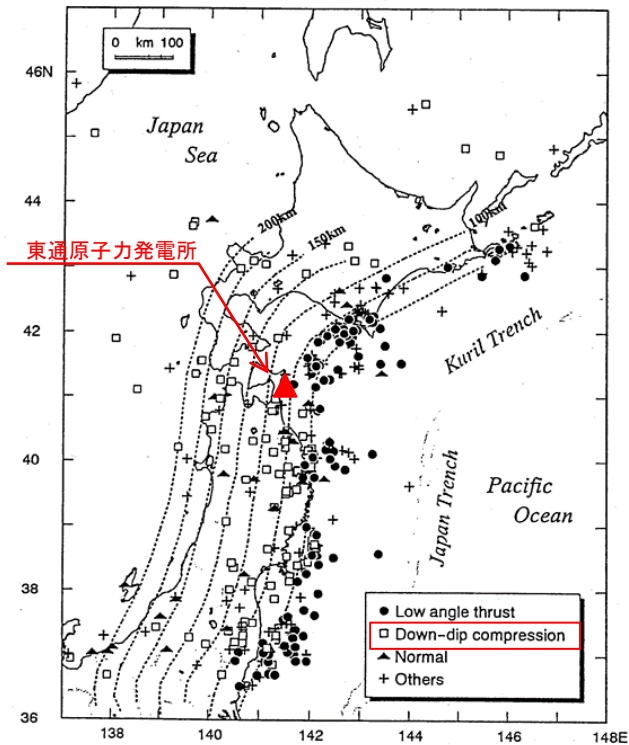 0 km 100
46N
Japan
Sea
44
200km
150km
100km
東通原子力発電所
42
Kuril Trench
40
Japan Trench
Pacific
Ocean
38
Low angle thrust
Down-dip compression
Normal
Others
36
138
140
142
144
146
148E